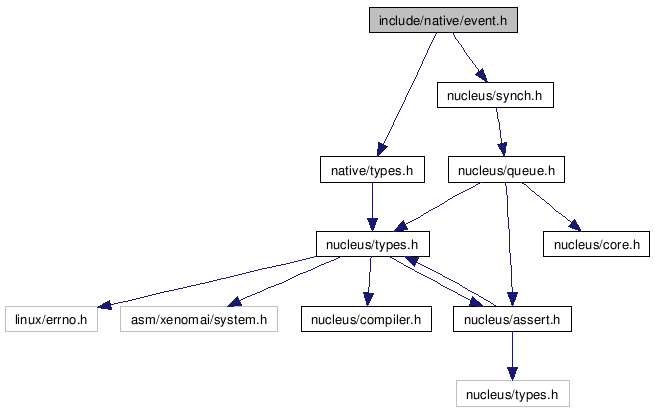 include/native/event.h
nucleus/synch.h
native/types.h
nucleus/queue.h
nucleus/types.h
nucleus/core.h
linux/errno.h
asm/xenomai/system.h
nucleus/compiler.h
nucleus/assert.h
nucleus/types.h